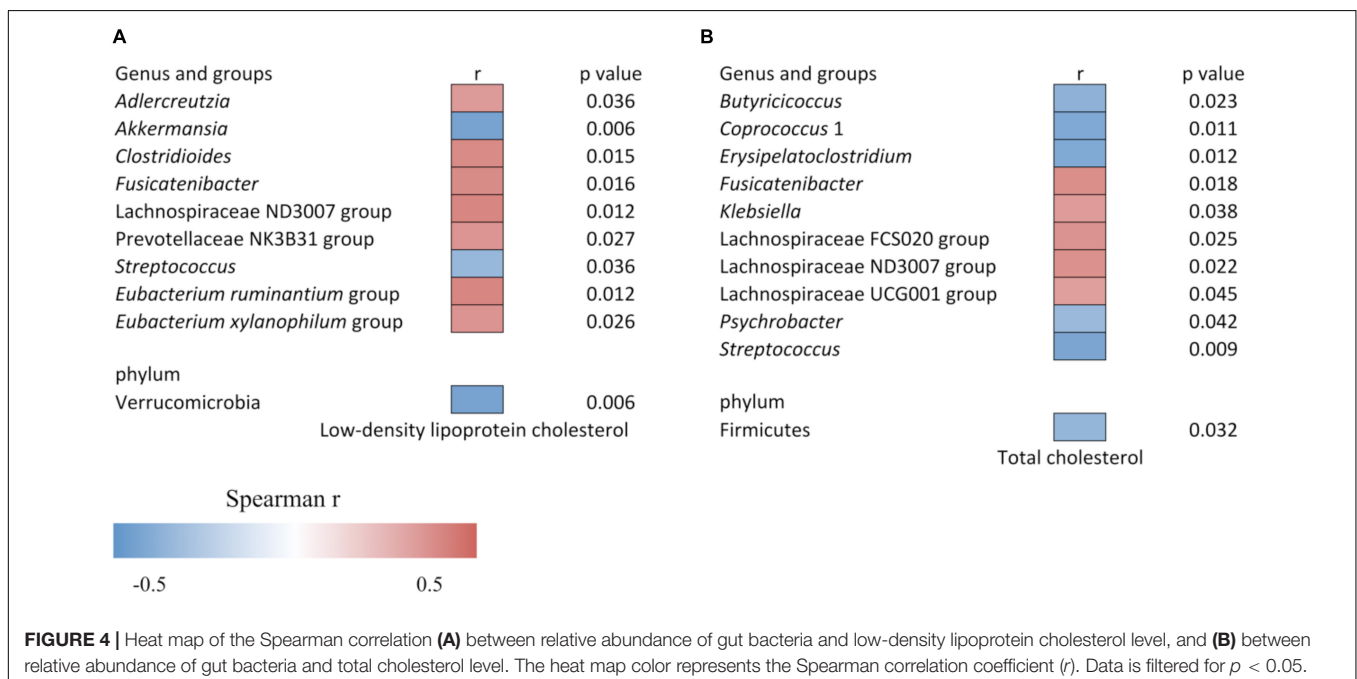 A
Genus and groups r p value
Adlercreutzia 0.036
Akkermansia 0.006
Clostridioides 0.015
Fusicatenibacter 0.016
Lachnospiraceae ND3007 group 0.012
Prevotellaceae NK3B31 group 0.027
Streptococcus 0.036
Eubacterium ruminantium group 0.012
Eubacterium xylanophilum group 0.026
phylum
Verrucomicrobia 0.006
Low-density lipoprotein cholesterol
B
Genus and groups r p value
Butyricicoccus 0.023
Coprococcus 1 0.011
Erysipelatoclostridium 0.012
Fusicatenibacter 0.018
Klebsiella 0.038
Lachnospiraceae FCS020 group 0.025
Lachnospiraceae ND3007 group 0.022
Lachnospiraceae UCG001 group 0.045
Psychrobacter 0.042
Streptococcus 0.009
phylum
Firmicutes 0.032
Total cholesterol
Spearman r
-0.5 0.5
FIGURE 4 | Heat map of the Spearman correlation (A) between relative abundance of gut bacteria and low-density lipoprotein cholesterol level, and (B) between
relative abundance of gut bacteria and total cholesterol level. The heat map color represents the Spearman correlation coefficient (r). Data is filtered for p < 0.05.